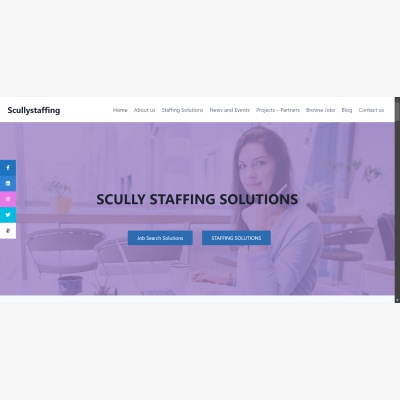 Scullystaffing
Home About us Staffing Solutions News and Events Projects – Partners Browse Jobs Blog Contact us
SCULLY STAFFING SOLUTIONS
Job Search Solutions STAFFING SOLUTIONS